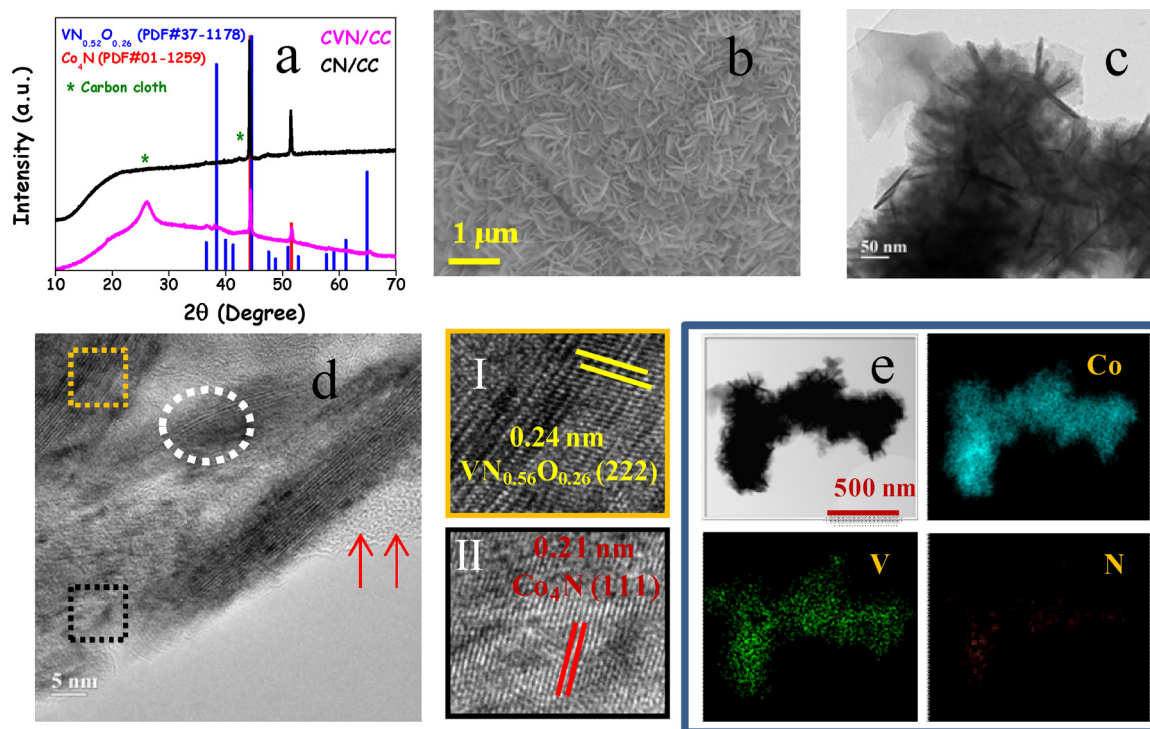 VN0.52O0.26 (PDF#37-1178)
Co4N (PDF#01-1259)
* Carbon cloth
a
CVN/CC
CN/CC
*
*
Intensity (a.u.)
10 20 30 40 50 60 70
2θ (Degree)
b
1 μm
c
50 nm
d
5 nm
I
0.24 nm
VN0.56O0.26 (222)
II
0.21 nm
Co4N (111)
e
500 nm
Co
V
N